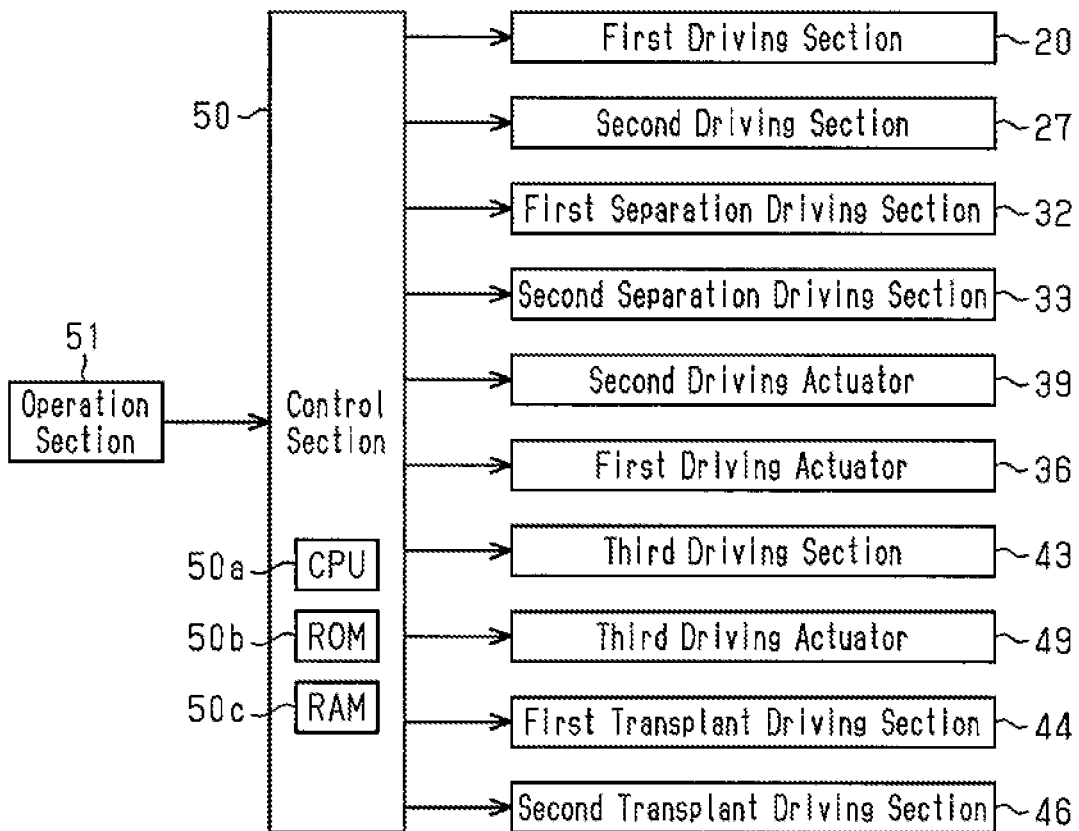 First Driving Section 20
50
Second Driving Section 27
First Separation Driving Section 32
Second Separation Driving Section 33
51
Operation
Section
Control
Section
Second Driving Actuator 39
First Driving Actuator 36
50a CPU
Third Driving Section 43
50b ROM
Third Driving Actuator 49
50c RAM
First Transplant Driving Section 44
Second Transplant Driving Section 46